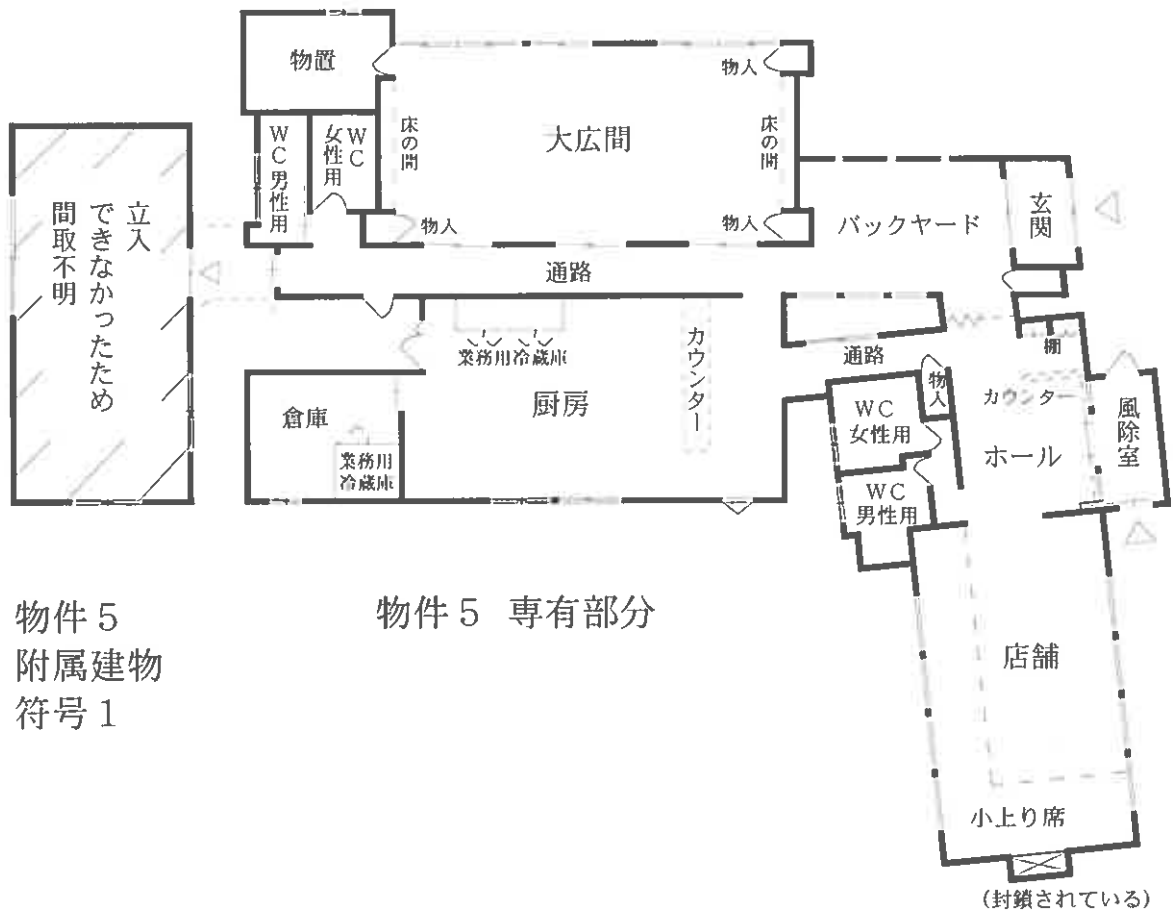 物置
物入
WC男性用
WC
女性用
床の間
大広間
床の間
物入
物入
バックヤード
玄関
通路
立入
できなかったため
間取不明
業務用冷蔵庫
カウンター
厨房
倉庫
業務用
冷蔵庫
通路
棚
物入
カウンター
WC
女性用
ホール
風除室
WC
男性用
店舗
小上り席
(封鎖されている)
物件5
附属建物
符号1
物件5 専有部分